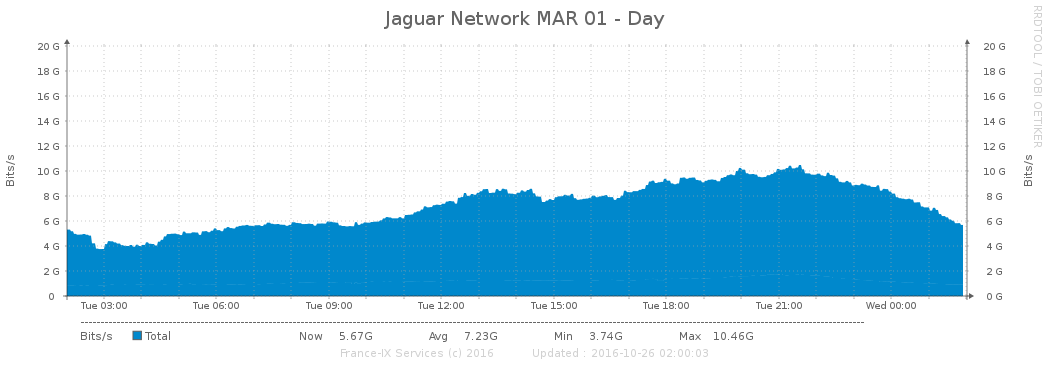 Jaguar Network MAR 01 - Day
RRDTOOL / TOBI OETIKER
Bits/s
20 G
18 G
16 G
14 G
12 G
10 G
8 G
6 G
4 G
2 G
0
20 G
18 G
16 G
14 G
12 G
10 G
8 G
6 G
4 G
2 G
0 G
Bits/s
Tue 03:00 Tue 06:00 Tue 09:00 Tue 12:00 Tue 15:00 Tue 18:00 Tue 21:00 Wed 00:00
Bits/s Total Now 5.67G Avg 7.23G Min 3.74G Max 10.46G
France-IX Services (c) 2016 Updated : 2016-10-26 02:00:03